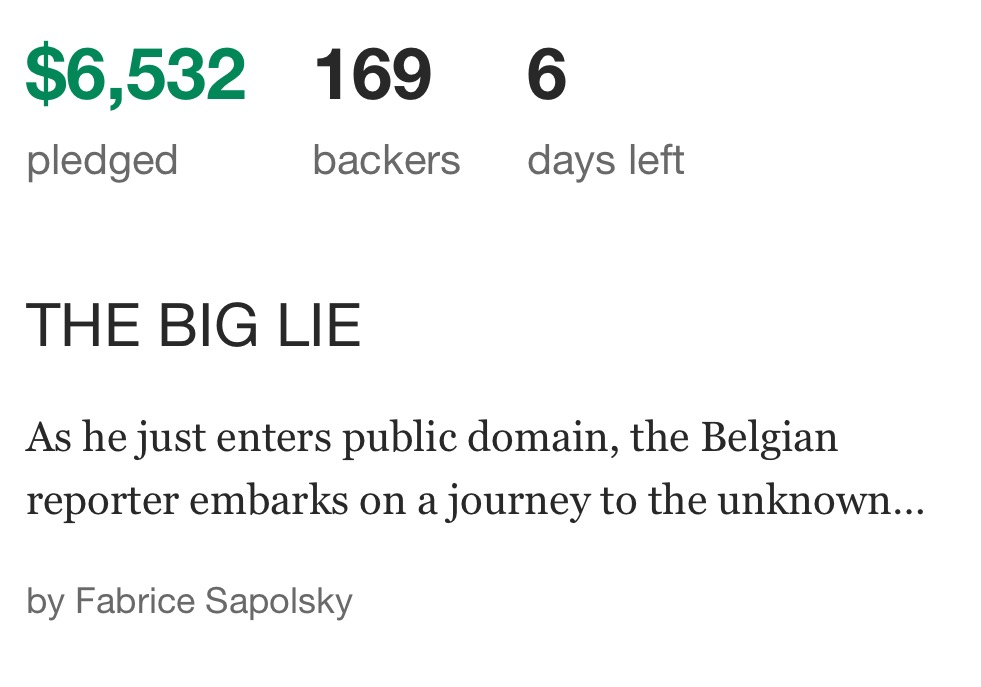 $6,532 169 6
pledged backers days left
THE BIG LIE
As he just enters public domain, the Belgian
reporter embarks on a journey to the unknown...
by Fabrice Sapolsky